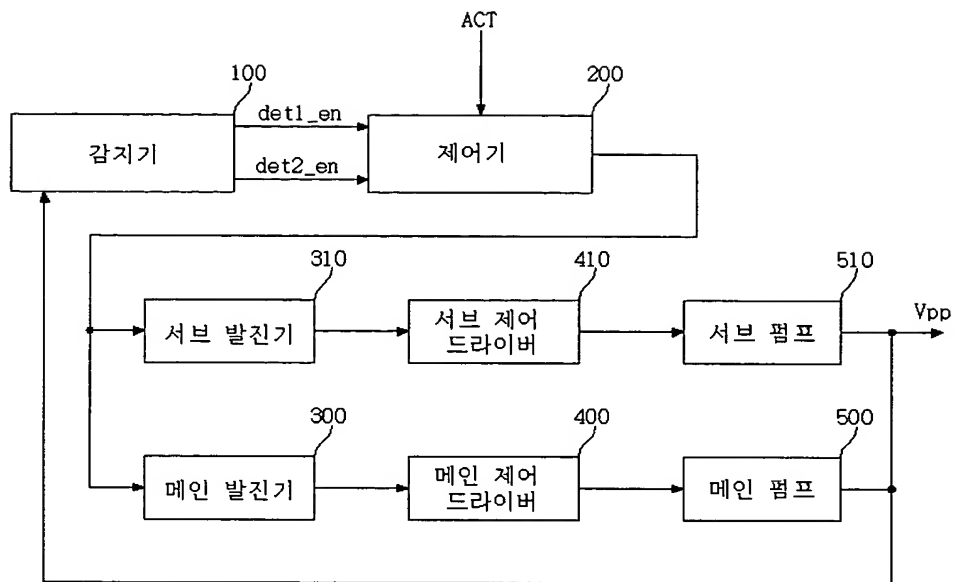 ACT
100
200
det1_en
감지기
제어기
det2_en
310
410
510
Vpp
서브 발진기
서브 제어
드라이버
서브 펌프
300
400
500
메인 발진기
메인 제어
드라이버
메인 펌프